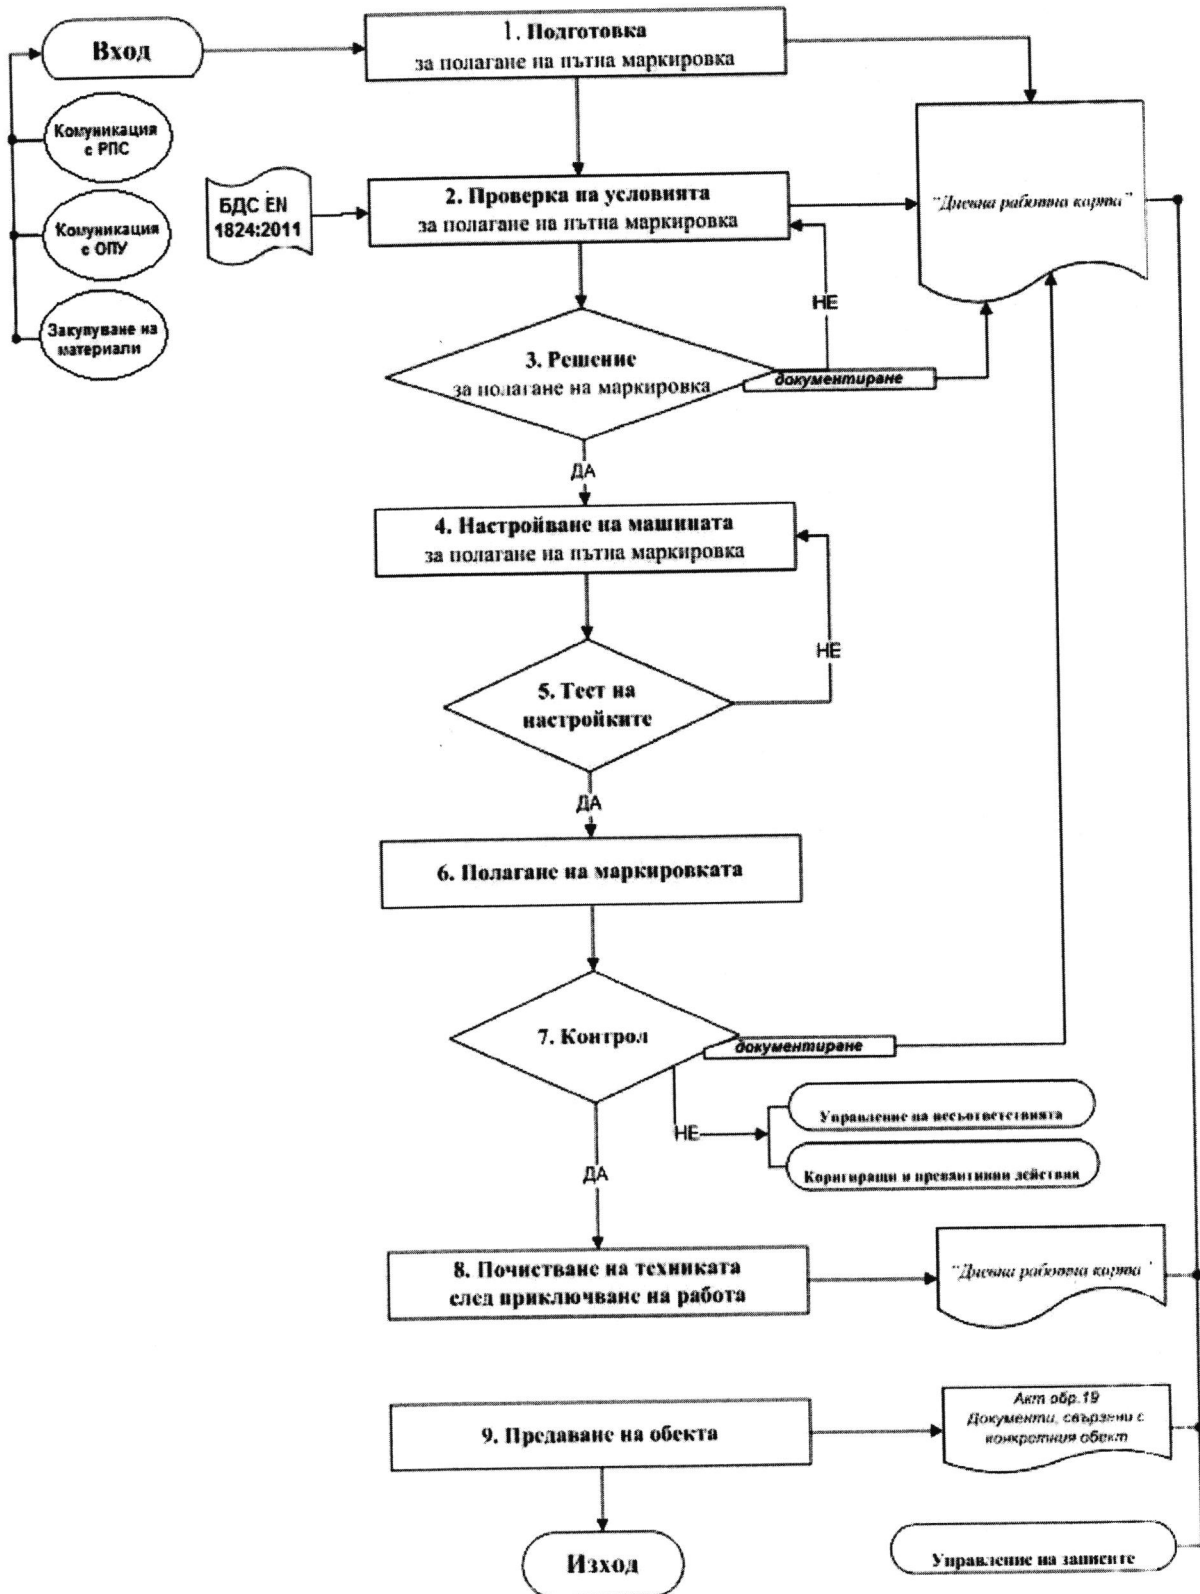 Вход
1. Подготовка
за полагане на пътна маркировка
Комуникация
с РПС
БДС EN
1824:2011
2. Проверка на условията
за полагане на пътна маркировка
"Дневна работна карта"
Комуникация
с ОПУ
НЕ
Закупуване на
материали
3. Решение
за полагане на маркировка
документиране
ДА
4. Настройване на машината
за полагане на пътна маркировка
НЕ
5. Тест на
настройките
ДА
6. Полагане на маркировката
7. Контрол
документиране
Управление на несъответствията
НЕ
Коригиращи и превантивни действия
ДА
8. Почистване на техниката
след приключване на работа
"Дневна работна карта"
Акт обр.19
Документи, свързани с
конкретния обект
9. Предаване на обекта
Управление на записите
Изход